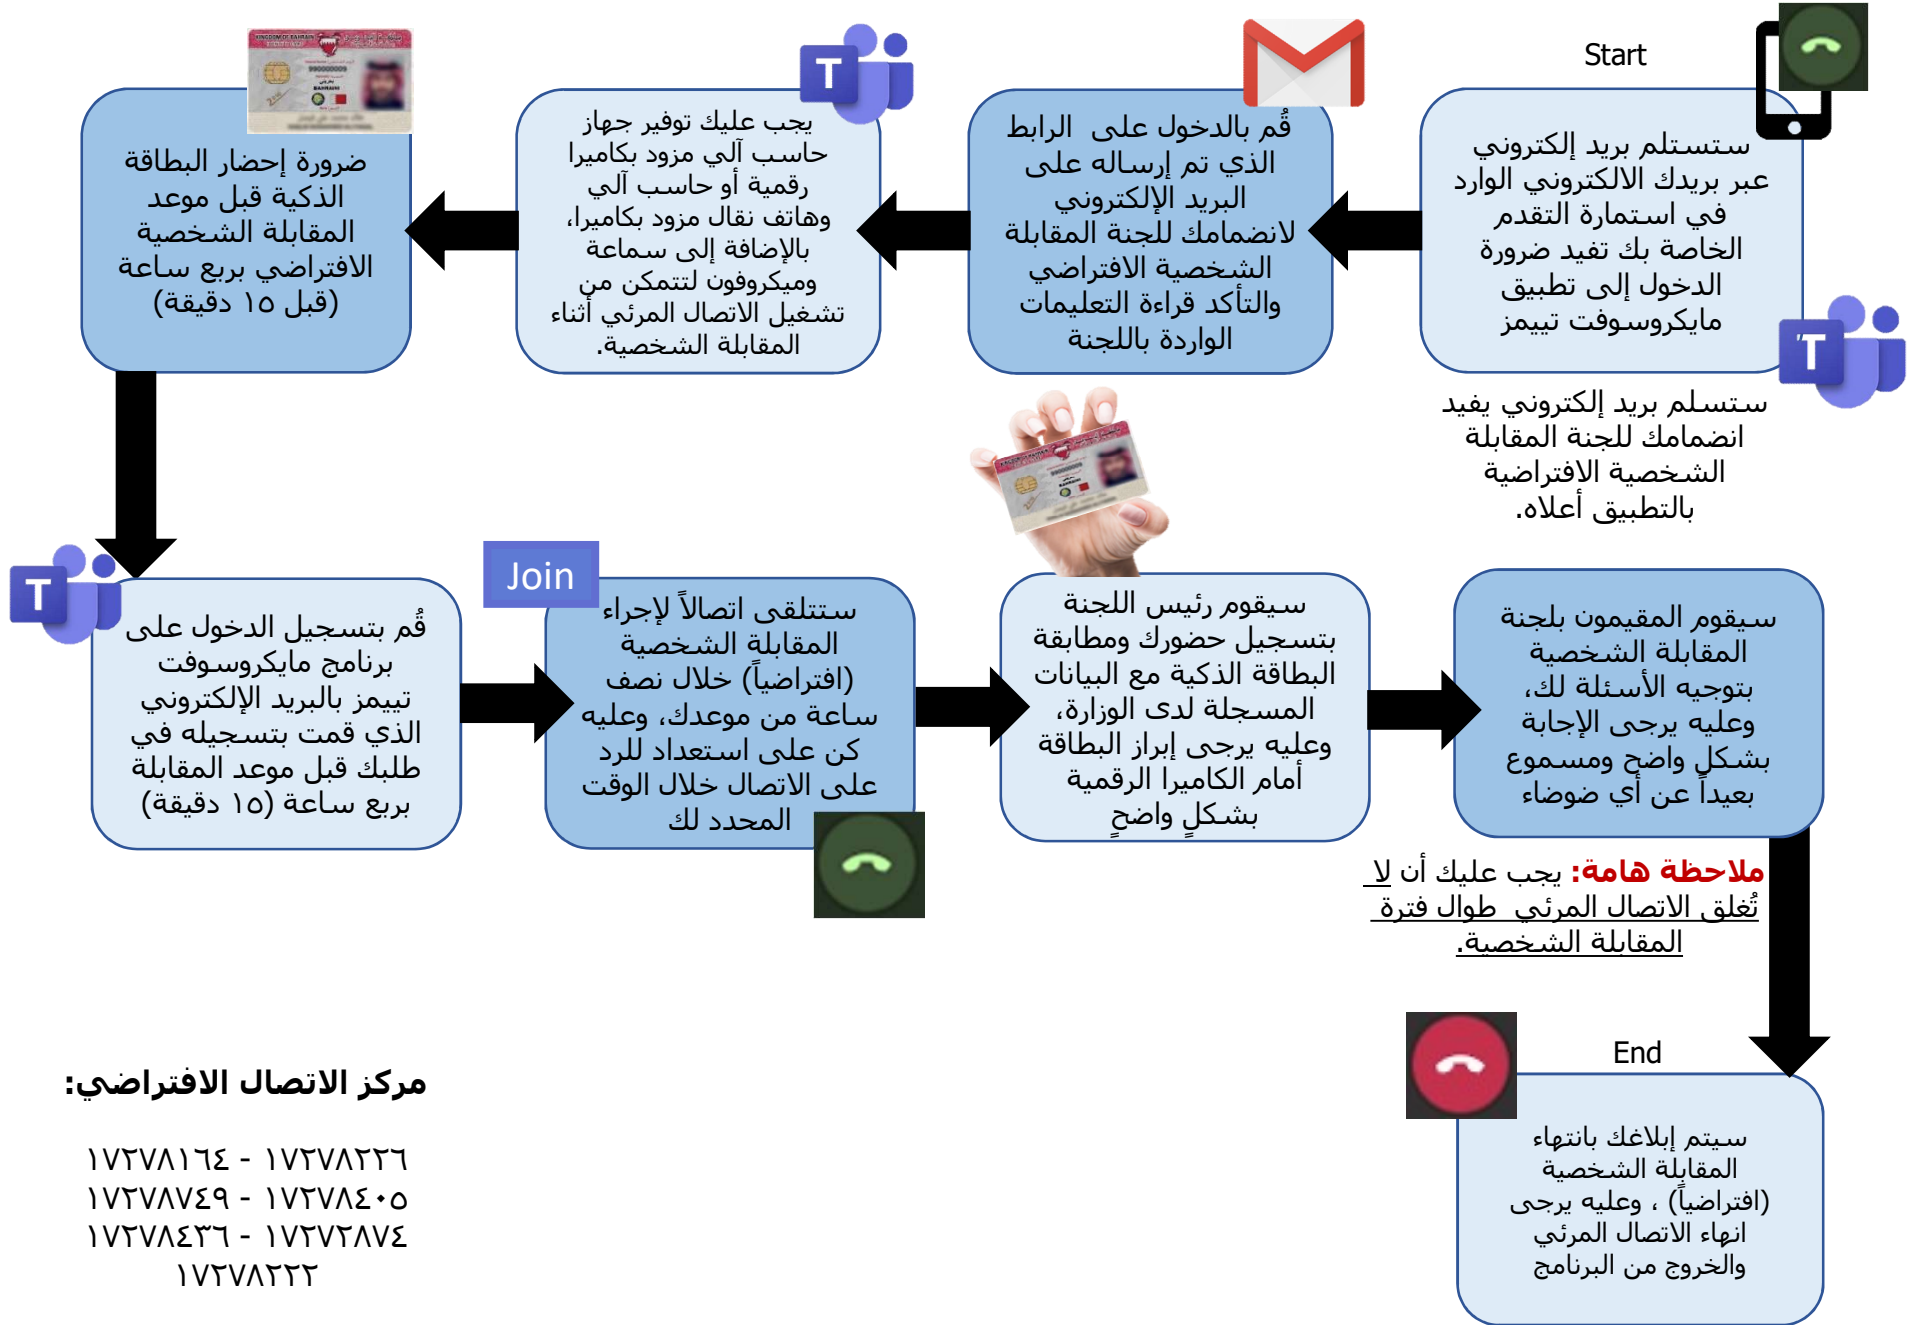 Start
ستستلم بريد إلكتروني
عبر بريدك الالكتروني الوارد
في استمارة التقدم
الخاصة بك تفيد ضرورة
الدخول إلى تطبيق
مايكروسوفت تييمز
ستسلم بريد إلكتروني يفيد
انضمامك للجنة المقابلة
الشخصية الافتراضية
بالتطبيق أعلاه.
قُم بالدخول على الرابط
الذي تم إرساله على
البريد الإلكتروني
لانضمامك للجنة المقابلة
الشخصية الافتراضي
والتأكد قراءة التعليمات
الواردة باللجنة
يجب عليك توفير جهاز
حاسب آلي مزود بكاميرا
رقمية أو حاسب آلي
وهاتف نقال مزود بكاميرا،
بالإضافة إلى سماعة
وميكروفون لتتمكن من
تشغيل الاتصال المرئي أثناء
المقابلة الشخصية.
KINGDOM OF BAHRAIN
990000009
BAHRAINI
ضرورة إحضار البطاقة
الذكية قبل موعد
المقابلة الشخصية
الافتراضي بربع ساعة
(قبل ١٥ دقيقة)
قُم بتسجيل الدخول على
برنامج مايكروسوفت
تييمز بالبريد الإلكتروني
الذي قمت بتسجيله في
طلبك قبل موعد المقابلة
بربع ساعة (١٥ دقيقة)
Join
ستتلقى اتصالاً لإجراء
المقابلة الشخصية
(افتراضياً) خلال نصف
ساعة من موعدك، وعليه
كن على استعداد للرد
على الاتصال خلال الوقت
المحدد لك
سيقوم رئيس اللجنة
بتسجيل حضورك ومطابقة
البطاقة الذكية مع البيانات
المسجلة لدى الوزارة،
وعليه يرجى إبراز البطاقة
أمام الكاميرا الرقمية
بشكلٍ واضحٍ
سيقوم المقيمون بلجنة
المقابلة الشخصية
بتوجيه الأسئلة لك،
وعليه يرجى الإجابة
بشكلٍ واضح ومسموع
بعيداً عن أي ضوضاء
ملاحظة هامة: يجب عليك أن لا
تُغلق الاتصال المرئي طوال فترة
المقابلة الشخصية.
End
سيتم إبلاغك بانتهاء
المقابلة الشخصية
(افتراضياً) ، وعليه يرجى
انهاء الاتصال المرئي
والخروج من البرنامج
مركز الاتصال الافتراضي:
١٧٢٧٨٢٢٦ - ١٧٢٧٨١٦٤
١٧٢٧٨٤٠٥ - ١٧٢٧٨٧٤٩
١٧٢٧٢٨٧٤ - ١٧٢٧٨٤٣٦
١٧٢٧٨٢٢٢